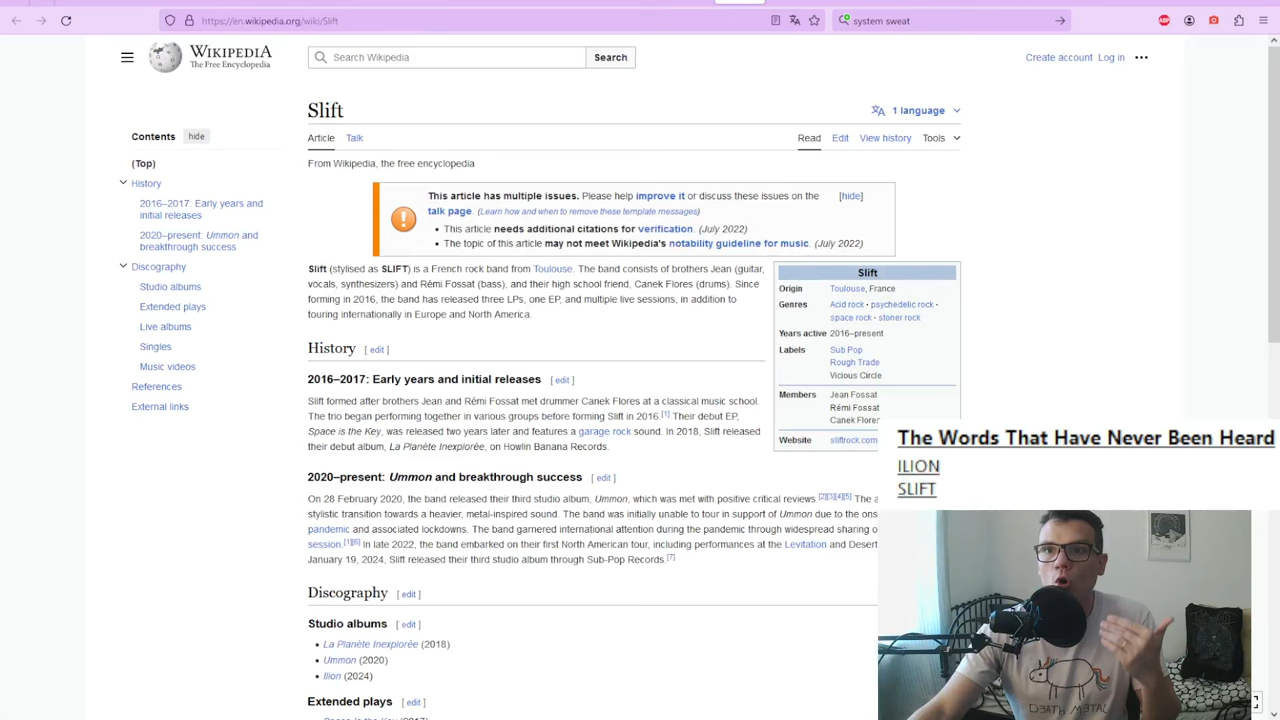 https://en.wikipedia.org/wiki/Slift
system sweat
ABP
WIKIPEDIA
The Free Encyclopedia
Search Wikipedia
Search
Create account Log in
Slift
1 language
Contents hide
Article Talk
Read Edit View history Tools
(Top)
From Wikipedia, the free encyclopedia
History
2016–2017: Early years and
initial releases
2020–present: Ummon and
breakthrough success
Discography
Studio albums
Extended plays
Live albums
Singles
Music videos
References
External links
This article has multiple issues. Please help improve it or discuss these issues on the
talk page. (Learn how and when to remove these template messages)
[hide]
• This article needs additional citations for verification. (July 2022)
• The topic of this article may not meet Wikipedia's notability guideline for music. (July 2022)
Slift (stylised as SLIFT) is a French rock band from Toulouse. The band consists of brothers Jean (guitar,
vocals, synthesizers) and Rémi Fossat (bass), and their high school friend, Canek Flores (drums). Since
forming in 2016, the band has released three LPs, one EP, and multiple live sessions, in addition to
touring internationally in Europe and North America.
Slift
Origin Toulouse, France
Genres Acid rock · psychedelic rock ·
space rock · stoner rock
Years active 2016–present
Labels Sub Pop
Rough Trade
Vicious Circle
Members Jean Fossat
Rémi Fossat
Canek Flores
Website sliftrock.com
History [ edit ]
2016–2017: Early years and initial releases [ edit ]
Slift formed after brothers Jean and Rémi Fossat met drummer Canek Flores at a classical music school.
The trio began performing together in various groups before forming Slift in 2016.[1] Their debut EP,
Space is the Key, was released two years later and features a garage rock sound. In 2018, Slift released
their debut album, La Planète Inexplorée, on Howlin Banana Records.
2020–present: Ummon and breakthrough success [ edit ]
On 28 February 2020, the band released their third studio album, Ummon, which was met with positive critical reviews.[2][3][4][5] The a
stylistic transition towards a heavier, metal-inspired sound. The band was initially unable to tour in support of Ummon due to the ons
pandemic and associated lockdowns. The band garnered international attention during the pandemic through widespread sharing o
session.[1][6] In late 2022, the band embarked on their first North American tour, including performances at the Levitation and Desert
January 19, 2024, Slift released their third studio album through Sub-Pop Records.[7]
Discography [ edit ]
Studio albums [ edit ]
• La Planète Inexplorée (2018)
• Ummon (2020)
• Ilion (2024)
Extended plays [ edit ]
The Words That Have Never Been Heard
ILION
SLIFT